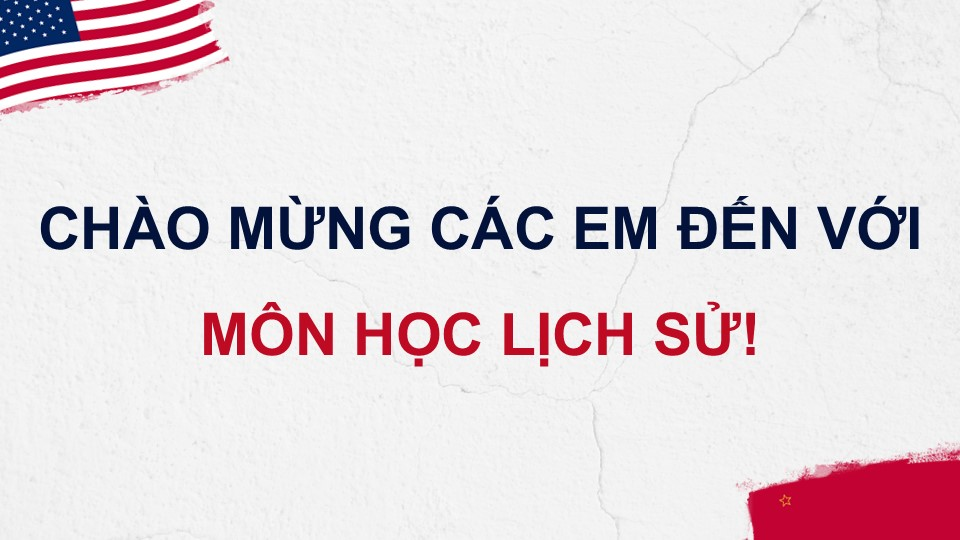 CHÀO MỪNG CÁC EM ĐẾN VỚI
MÔN HỌC LỊCH SỬ!